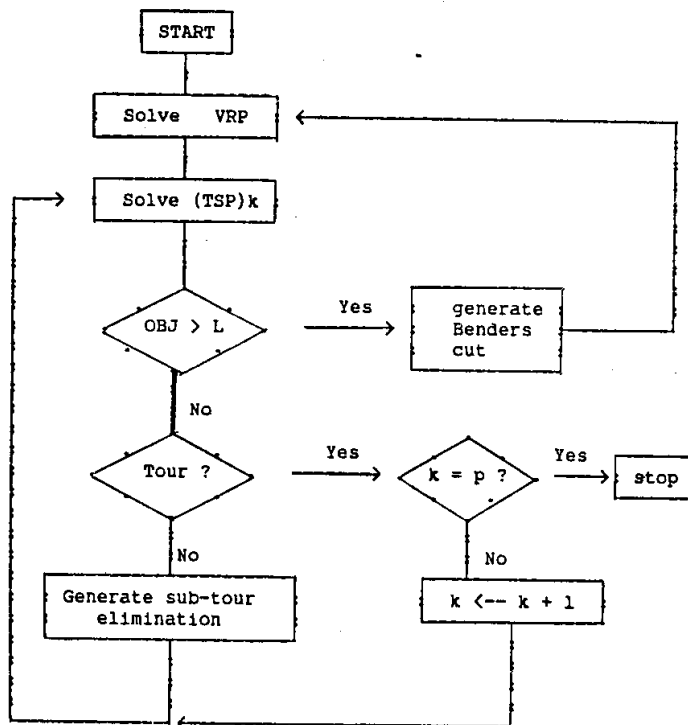 START
Solve VRP
Solve (TSP)k
OBJ > L
Yes
generate
Benders
cut
No
Tour ?
Yes
k = p ?
Yes
stop
No
No
Generate sub-tour
elimination
k <-- k + 1